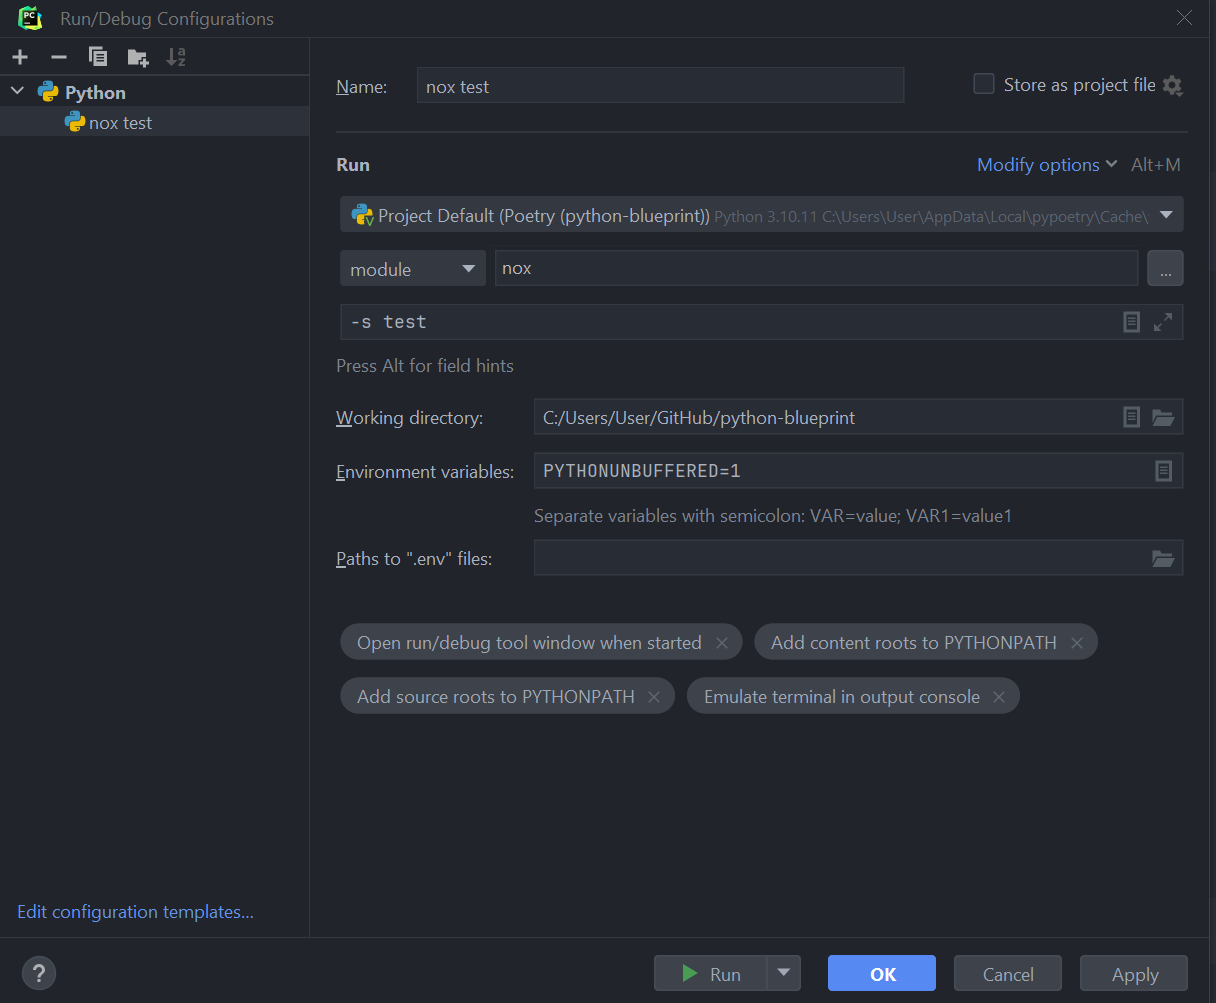 Run/Debug Configurations
Python
nox test
Name: nox test Store as project file
Run Modify options Alt+M
Project Default (Poetry (python-blueprint)) Python 3.10.11 C:\Users\User\AppData\Local\pypoetry\Cache\
module nox ...
-s test
Press Alt for field hints
Working directory: C:/Users/User/GitHub/python-blueprint
Environment variables: PYTHONUNBUFFERED=1
Separate variables with semicolon: VAR=value; VAR1=value1
Paths to ".env" files:
Open run/debug tool window when started Add content roots to PYTHONPATH
Add source roots to PYTHONPATH Emulate terminal in output console
Edit configuration templates...
? Run OK Cancel Apply